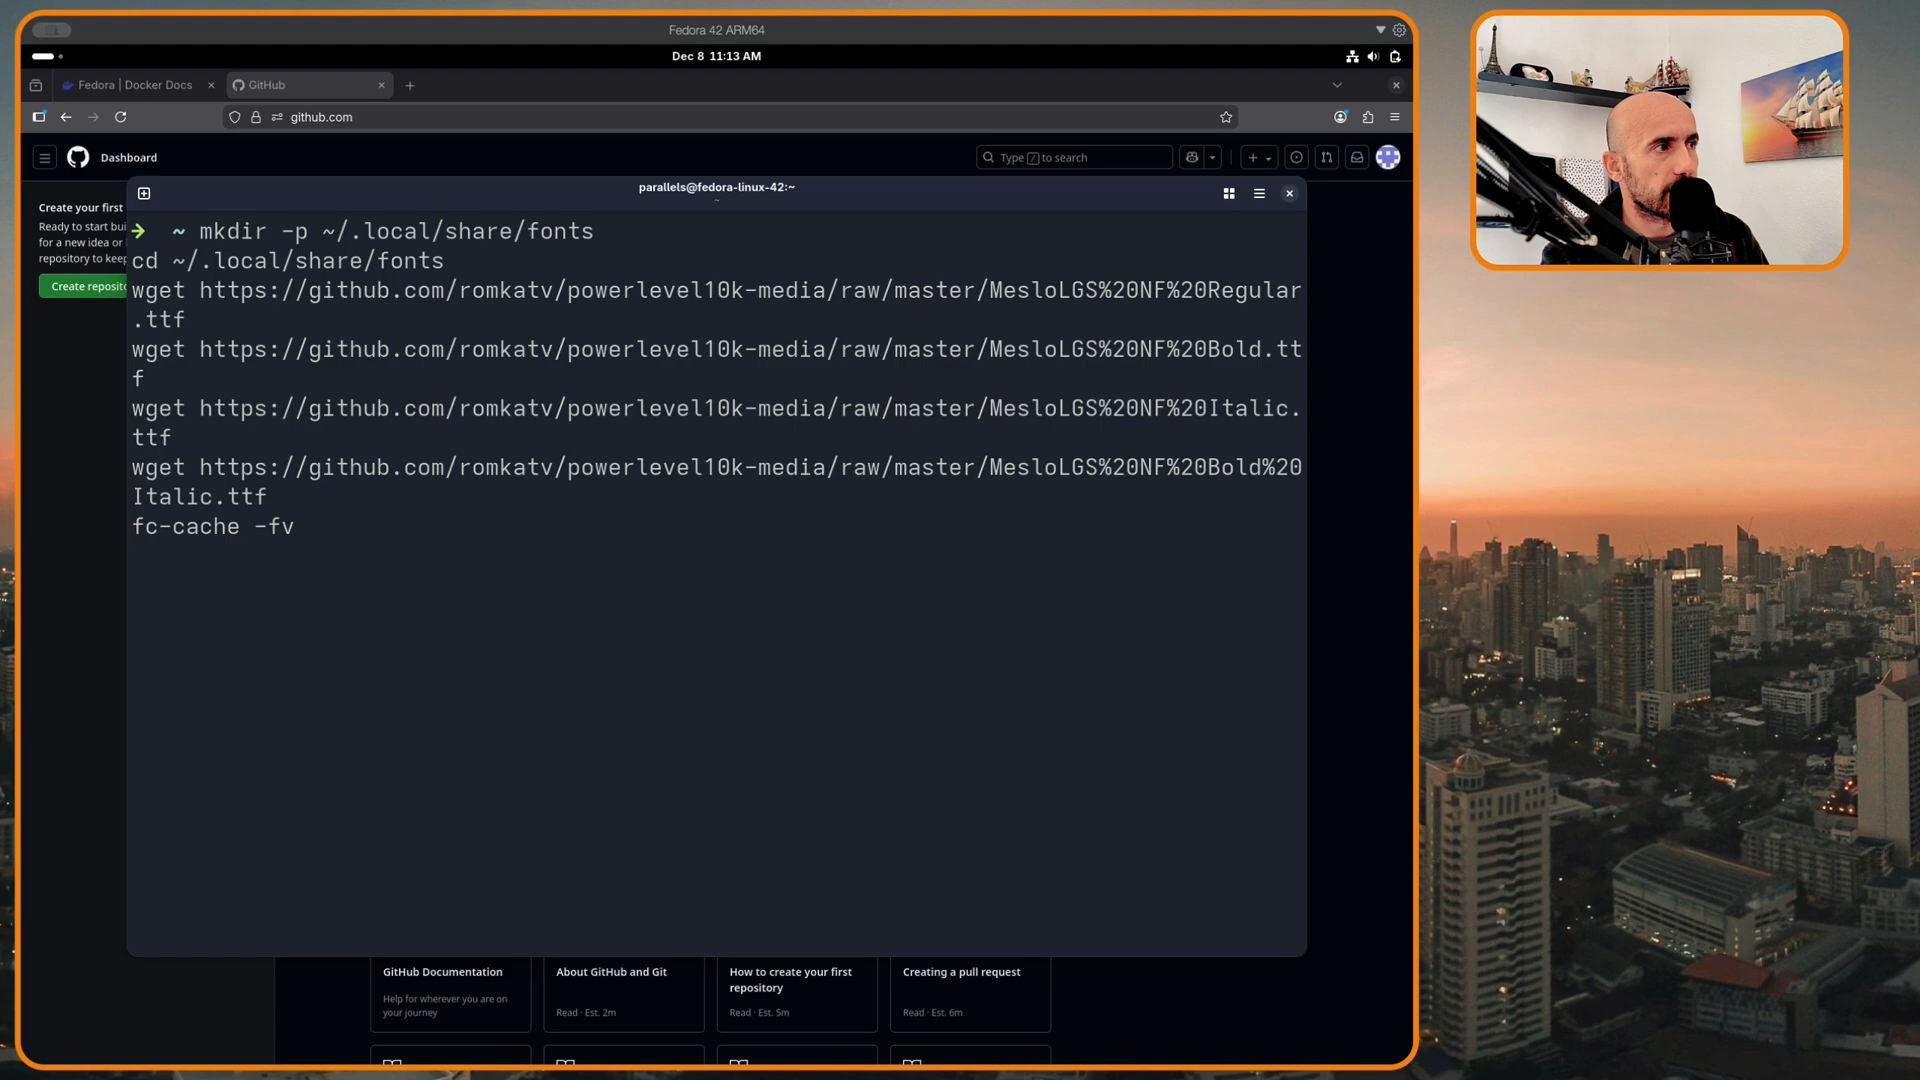 Fedora 42 ARM64
Dec 8 11:13 AM
Fedora | Docker Docs
GitHub
github.com
Dashboard
Type / to search
Create your first
Ready to start bui
for a new idea or
repository to keep
Create reposito
parallels@fedora-linux-42:~
~
→ ~ mkdir -p ~/.local/share/fonts
cd ~/.local/share/fonts
wget https://github.com/romkatv/powerlevel10k-media/raw/master/MesloLGS%20NF%20Regular
.ttf
wget https://github.com/romkatv/powerlevel10k-media/raw/master/MesloLGS%20NF%20Bold.tt
f
wget https://github.com/romkatv/powerlevel10k-media/raw/master/MesloLGS%20NF%20Italic.
ttf
wget https://github.com/romkatv/powerlevel10k-media/raw/master/MesloLGS%20NF%20Bold%20
Italic.ttf
fc-cache -fv
GitHub Documentation
Help for wherever you are on
your journey
About GitHub and Git
Read · Est. 2m
How to create your first
repository
Read · Est. 5m
Creating a pull request
Read · Est. 6m